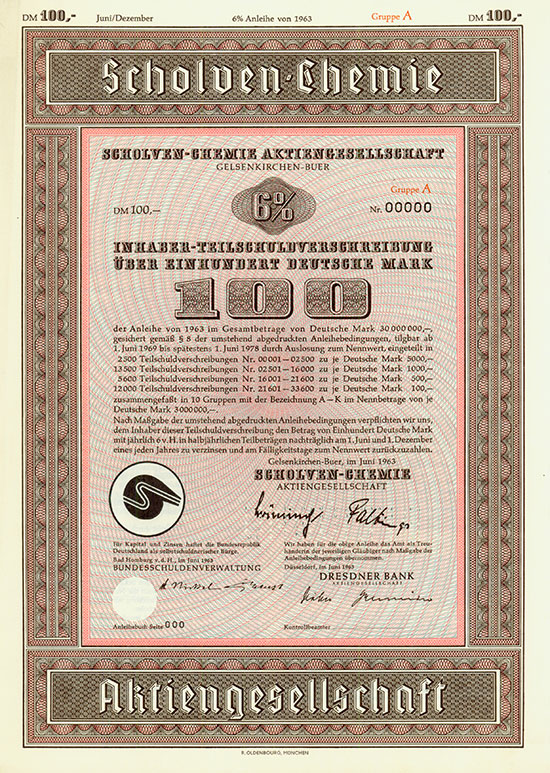 DM 100,- Juni/Dezember 6% Anleihe von 1963 Gruppe A DM 100,-
Scholven-Chemie
SCHOLVEN-CHEMIE AKTIENGESELLSCHAFT
GELSENKIRCHEN-BUER
Gruppe A
DM 100,— 6% Nr. 00000
INHABER-TEILSCHULDVERSCHREIBUNG
ÜBER EINHUNDERT DEUTSCHE MARK
100
der Anleihe von 1963 im Gesamtbetrage von Deutsche Mark 30 000 000,—,
gesichert gemäß § 8 der umstehend abgedruckten Anleihebedingungen, tilgbar ab
1. Juni 1969 bis spätestens 1. Juni 1978 durch Auslosung zum Nennwert, eingeteilt in
2 500 Teilschuldverschreibungen Nr. 00001—02500 zu je Deutsche Mark 5000,—
13 500 Teilschuldverschreibungen Nr. 02501—16000 zu je Deutsche Mark 1000,—
5 600 Teilschuldverschreibungen Nr. 16001—21600 zu je Deutsche Mark 500,—
12 000 Teilschuldverschreibungen Nr. 21601—33600 zu je Deutsche Mark 100,—
zusammengefaßt in 10 Gruppen mit der Bezeichnung A—K im Nennbetrage von je
Deutsche Mark 3000000,—.
Nach Maßgabe der umstehend abgedruckten Anleihebedingungen verpflichten wir uns,
dem Inhaber dieser Teilschuldverschreibung den Betrag von Einhundert Deutsche Mark
mit jährlich 6 v. H. in halbjährlichen Teilbeträgen nachträglich am 1. Juni und 1. Dezember
eines jeden Jahres zu verzinsen und am Fälligkeitstage zum Nennwert zurückzuzahlen.
Gelsenkirchen-Buer, im Juni 1963
SCHOLVEN-CHEMIE
AKTIENGESELLSCHAFT
Für Kapital und Zinsen haftet die Bundesrepublik
Deutschland als selbstschuldnerischer Bürge.
Bad Homburg v. d. H., im Juni 1963
BUNDESSCHULDENVERWALTUNG
Wir haben für die obige Anleihe das Amt als Treu-
händerin der jeweiligen Gläubiger nach Maßgabe der
Anleihebedingungen übernommen.
Düsseldorf, im Juni 1963
DRESDNER BANK
AKTIENGESELLSCHAFT
Anleihebuch Seite 000 Kontrollbeamter
Aktiengesellschaft
R. OLDENBOURG, MÜNCHEN